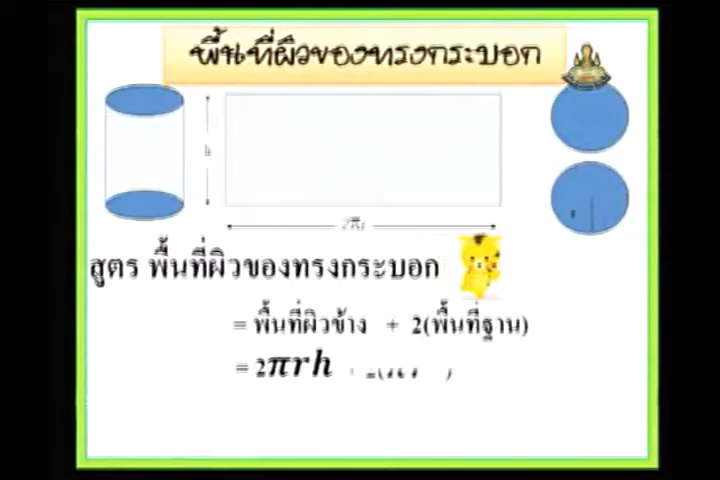 พื้นที่ผิวของทรงกระบอก
h
2πr
สูตร พื้นที่ผิวของทรงกระบอก
= พื้นที่ผิวข้าง + 2(พื้นที่ฐาน)
= 2πrh